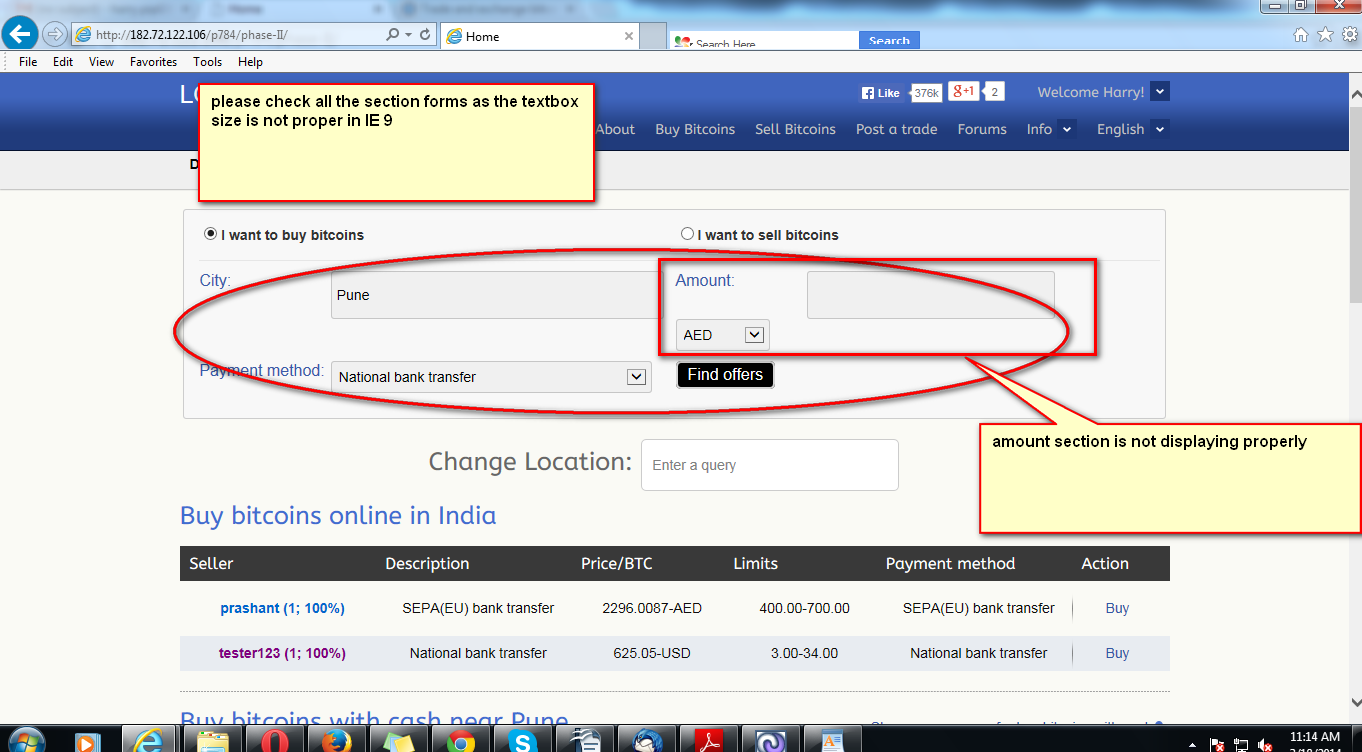 http://182.72.122.106/p784/phase-II/
Home
Search Here
Search
File Edit View Favorites Tools Help
please check all the section forms as the textbox
size is not proper in IE 9
Like 376k
g+1 2
Welcome Harry!
About Buy Bitcoins Sell Bitcoins Post a trade Forums Info English
I want to buy bitcoins
I want to sell bitcoins
City:
Pune
Amount:
AED
Payment method:
National bank transfer
Find offers
amount section is not displaying properly
Change Location:
Enter a query
Buy bitcoins online in India
Seller Description Price/BTC Limits Payment method Action
prashant (1; 100%) SEPA(EU) bank transfer 2296.0087-AED 400.00-700.00 SEPA(EU) bank transfer Buy
tester123 (1; 100%) National bank transfer 625.05-USD 3.00-34.00 National bank transfer Buy
Buy bitcoins with cash near Pune
11:14 AM